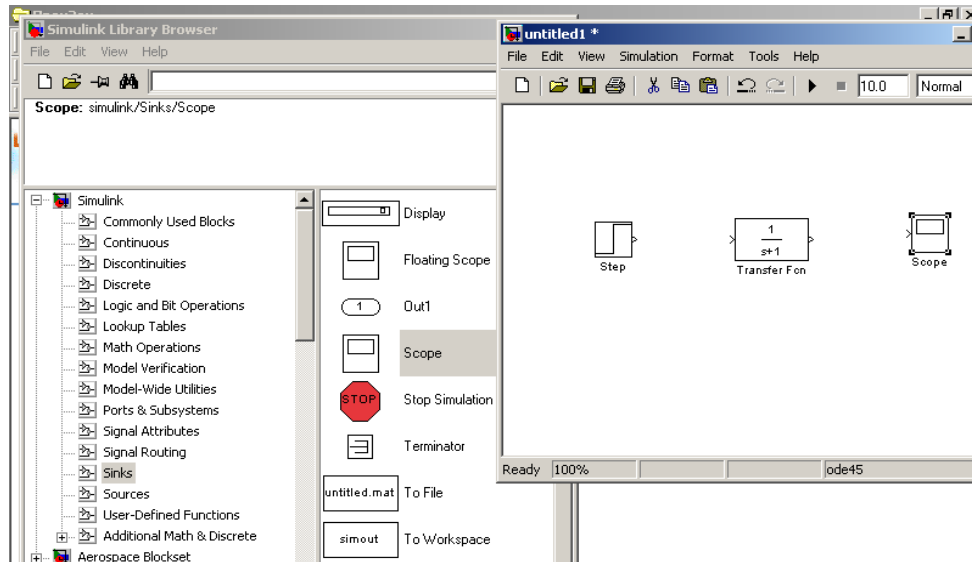 Simulink Library Browser
File Edit View Help
Scope: simulink/Sinks/Scope
Simulink
Commonly Used Blocks
Continuous
Discontinuities
Discrete
Logic and Bit Operations
Lookup Tables
Math Operations
Model Verification
Model-Wide Utilities
Ports & Subsystems
Signal Attributes
Signal Routing
Sinks
Sources
User-Defined Functions
Additional Math & Discrete
Aerospace Blockset
Display
Floating Scope
1
Out1
Scope
STOP
Stop Simulation
Terminator
untitled.mat
To File
simout
To Workspace
untitled1 *
File Edit View Simulation Format Tools Help
10.0
Normal
Step
1
s+1
Transfer Fcn
Scope
Ready 100% ode45